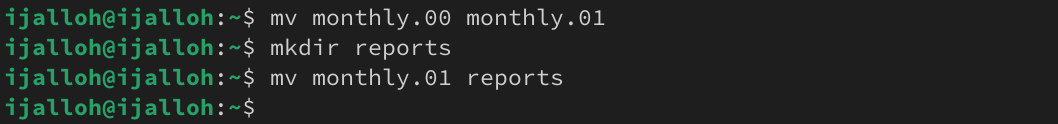 ijalloh@ijalloh:~$ mv monthly.00 monthly.01
ijalloh@ijalloh:~$ mkdir reports
ijalloh@ijalloh:~$ mv monthly.01 reports
ijalloh@ijalloh:~$